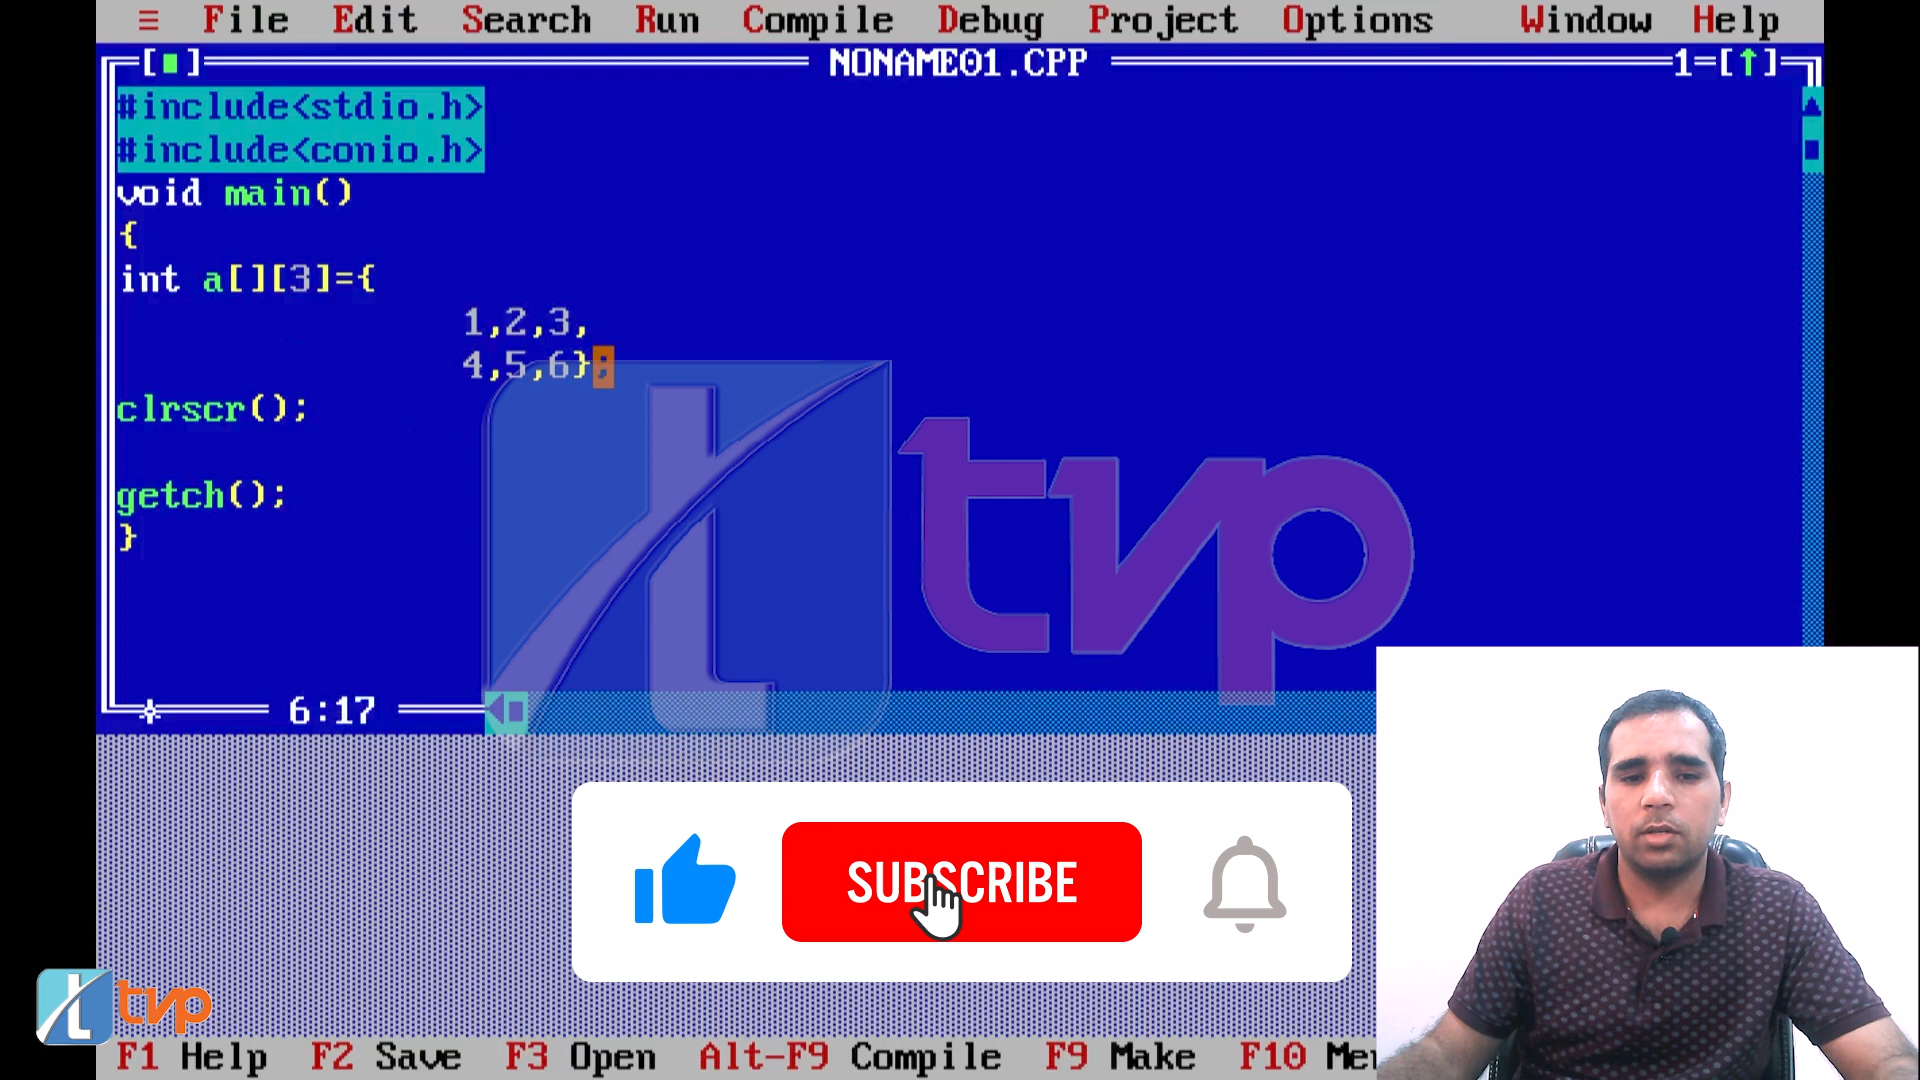 ≡ File Edit Search Run Compile Debug Project Options Window Help
[■] NONAME01.CPP 1=[↑]
#include<stdio.h>
#include<conio.h>
void main()
{
int a[][3]={
1,2,3,
4,5,6};
clrscr();
getch();
}
6:17
tvp
SUBSCRIBE
tvp
F1 Help F2 Save F3 Open Alt-F9 Compile F9 Make F10